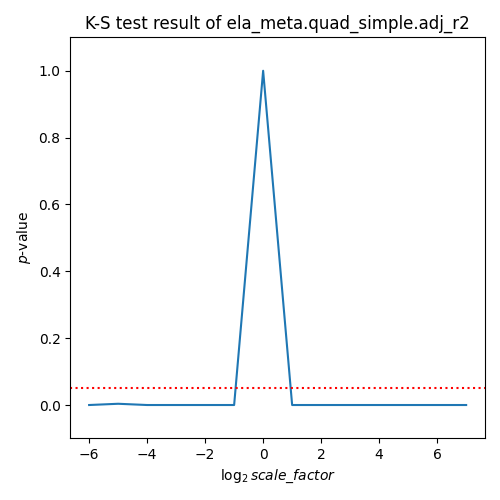 K-S test result of ela_meta.quad_simple.adj_r2
1.0
0.8
0.6
0.4
0.2
0.0
p-value
−6 −4 −2 0 2 4 6
log₂ scale_factor